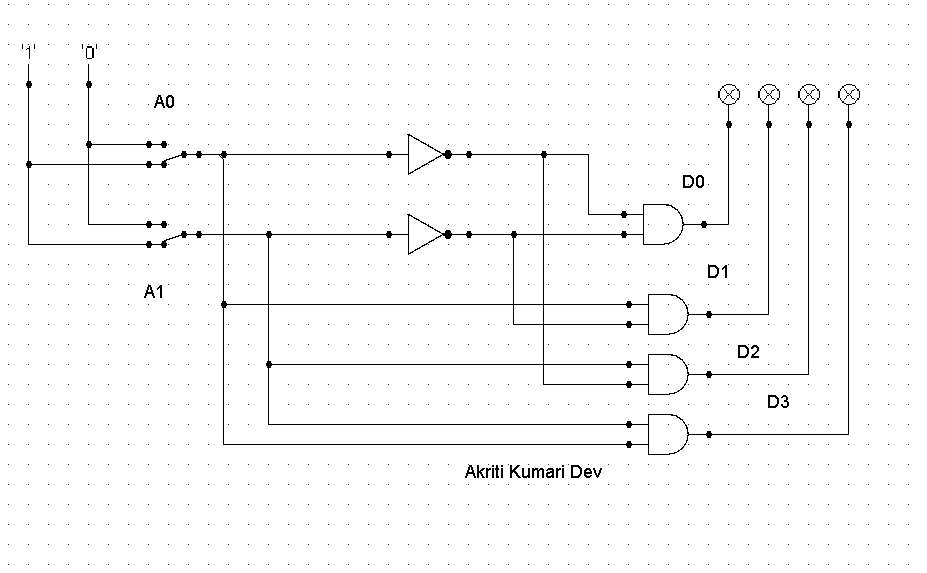 '1' '0'
A0
D0
D1
A1
D2
D3
Akriti Kumari Dev